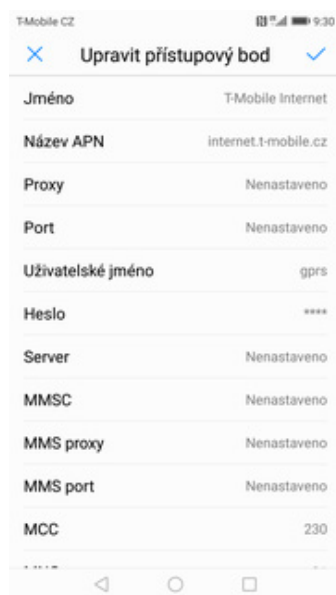 T-Mobile CZ 9:30
Upravit přístupový bod
Jméno T-Mobile Internet
Název APN internet.t-mobile.cz
Proxy Nenastaveno
Port Nenastaveno
Uživatelské jméno gprs
Heslo ****
Server Nenastaveno
MMSC Nenastaveno
MMS proxy Nenastaveno
MMS port Nenastaveno
MCC 230